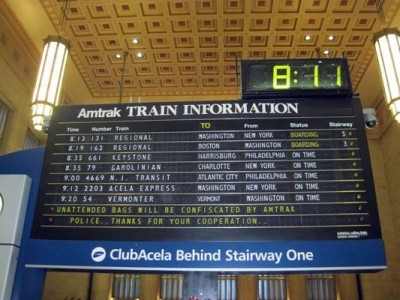 8:11
Amtrak TRAIN INFORMATION
Time Number Train TO From Status Stairway
8:13 131 REGIONAL WASHINGTON NEW YORK BOARDING 5
8:19 162 REGIONAL BOSTON WASHINGTON BOARDING 3
8:35 661 KEYSTONE HARRISBURG PHILADELPHIA ON TIME
8:35 79 CAROLINIAN CHARLOTTE NEW YORK ON TIME
9:00 4669 N.J. TRANSIT ATLANTIC CITY PHILADELPHIA ON TIME
9:12 2203 ACELA EXPRESS WASHINGTON NEW YORK ON TIME
9:20 54 VERMONTER VERMONT WASHINGTON ON TIME
UNATTENDED BAGS WILL BE CONFISCATED BY AMTRAK
POLICE..THANKS FOR YOUR COOPERATION..
ClubAcela Behind Stairway One